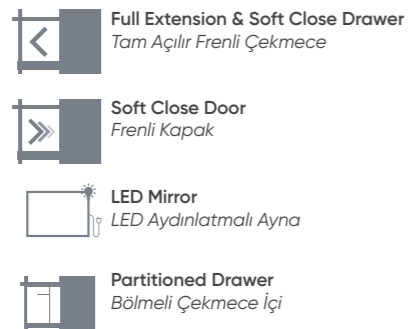 Full Extension & Soft Close Drawer
Tam Açılır Frenli Çekmece
Soft Close Door
Frenli Kapak
LED Mirror
LED Aydınlatmalı Ayna
Partitioned Drawer
Bölmeli Çekmece İçi